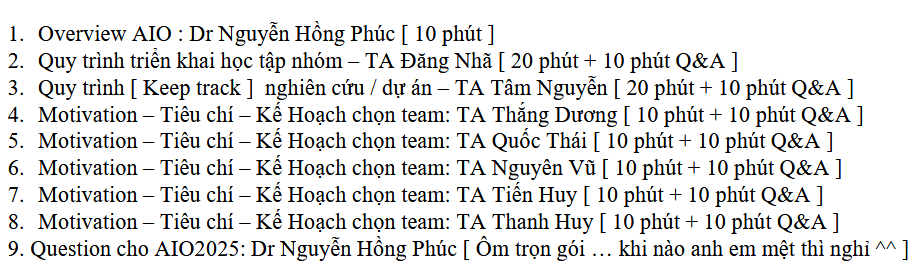 1. Overview AIO : Dr Nguyễn Hồng Phúc [ 10 phút ]
2. Quy trình triển khai học tập nhóm – TA Đăng Nhã [ 20 phút + 10 phút Q&A ]
3. Quy trình [ Keep track ] nghiên cứu / dự án – TA Tâm Nguyễn [ 20 phút + 10 phút Q&A ]
4. Motivation – Tiêu chí – Kế Hoạch chọn team: TA Thắng Dương [ 10 phút + 10 phút Q&A ]
5. Motivation – Tiêu chí – Kế Hoạch chọn team: TA Quốc Thái [ 10 phút + 10 phút Q&A ]
6. Motivation – Tiêu chí – Kế Hoạch chọn team: TA Nguyên Vũ [ 10 phút + 10 phút Q&A ]
7. Motivation – Tiêu chí – Kế Hoạch chọn team: TA Tiến Huy [ 10 phút + 10 phút Q&A ]
8. Motivation – Tiêu chí – Kế Hoạch chọn team: TA Thanh Huy [ 10 phút + 10 phút Q&A ]
9. Question cho AIO2025: Dr Nguyễn Hồng Phúc [ Ôm trọn gói … khi nào anh em mệt thì nghỉ ^^ ]